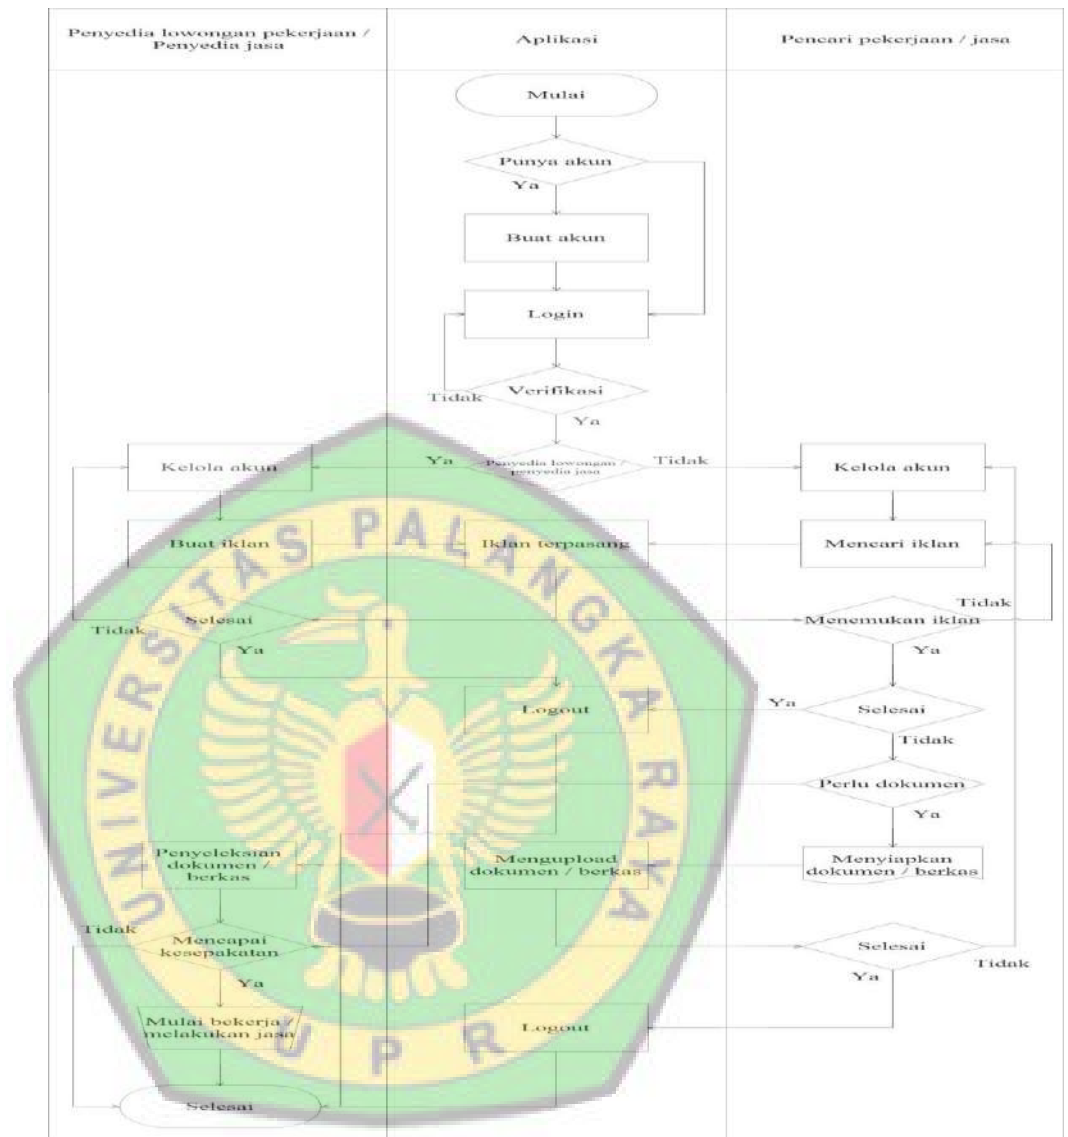 Penyedia lowongan pekerjaan /
Penyedia jasa
Aplikasi
Pencari pekerjaan / jasa
Mulai
Punya akun
Ya
Buat akun
Login
Verifikasi
Tidak
Ya
Kelola akun
Ya
Penyedia lowongan /
penyedia jasa
Tidak
Kelola akun
Buat iklan
Iklan terpasang
Mencari iklan
Selesai
Tidak
Ya
Menemukan iklan
Tidak
Ya
Logout
Ya
Selesai
Tidak
Perlu dokumen
Ya
Penyeleksian
dokumen /
berkas
Mengupload
dokumen / berkas
Menyiapkan
dokumen / berkas
Tidak
Mencapai
kesepakatan
Ya
Selesai
Ya
Tidak
Mulai bekerja /
melakukan jasa
Logout
Selesai
UNIVERSITAS PALANGKA RAYA
UPR